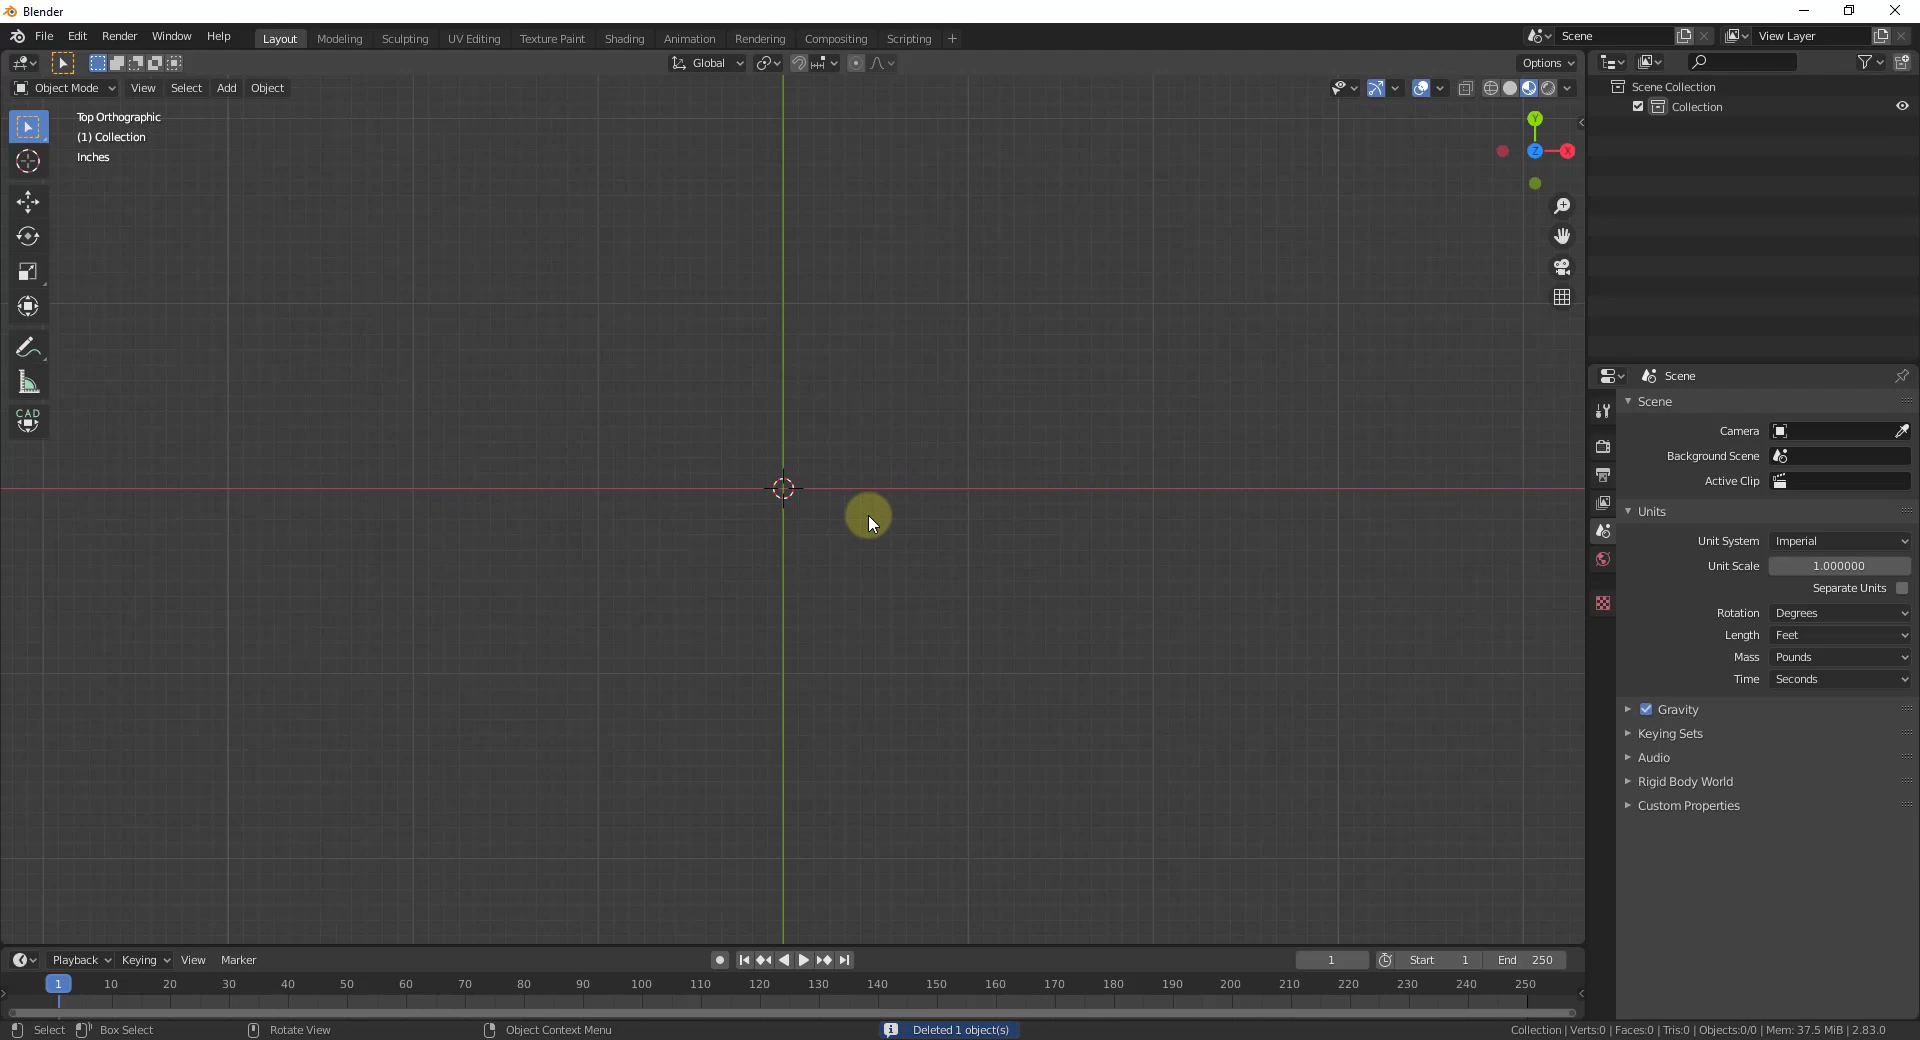 Blender
File Edit Render Window Help Layout Modeling Sculpting UV Editing Texture Paint Shading Animation Rendering Compositing Scripting + Scene View Layer
Global Options
Object Mode View Select Add Object
Top Orthographic
(1) Collection
Inches
Y
Z X
CAD
Scene Collection
Collection
Scene
Scene
Camera
Background Scene
Active Clip
Units
Unit System Imperial
Unit Scale 1.000000
Separate Units
Rotation Degrees
Length Feet
Mass Pounds
Time Seconds
Gravity
Keying Sets
Audio
Rigid Body World
Custom Properties
Playback Keying View Marker 1 Start 1 End 250
1 10 20 30 40 50 60 70 80 90 100 110 120 130 140 150 160 170 180 190 200 210 220 230 240 250
Select Box Select Rotate View Object Context Menu Deleted 1 object(s) Collection | Verts:0 | Faces:0 | Tris:0 | Objects:0/0 | Mem: 37.5 MiB | 2.83.0